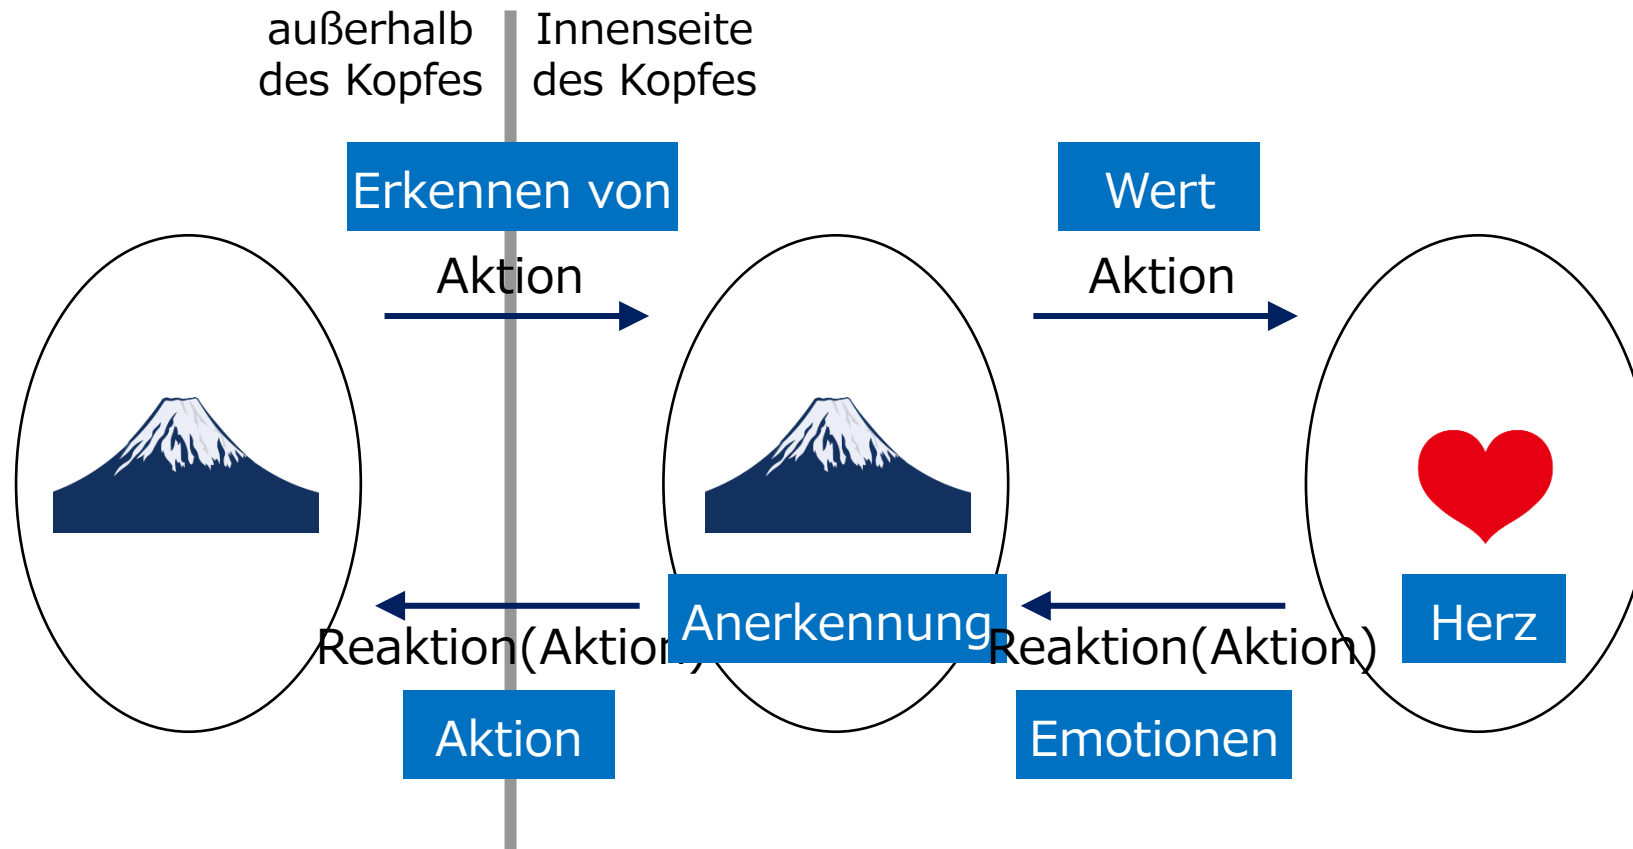 außerhalb
des Kopfes
Innenseite
des Kopfes
Erkennen von
Wert
Aktion
Aktion
Anerkennung
Herz
Reaktion(Aktion)
Reaktion(Aktion)
Aktion
Emotionen